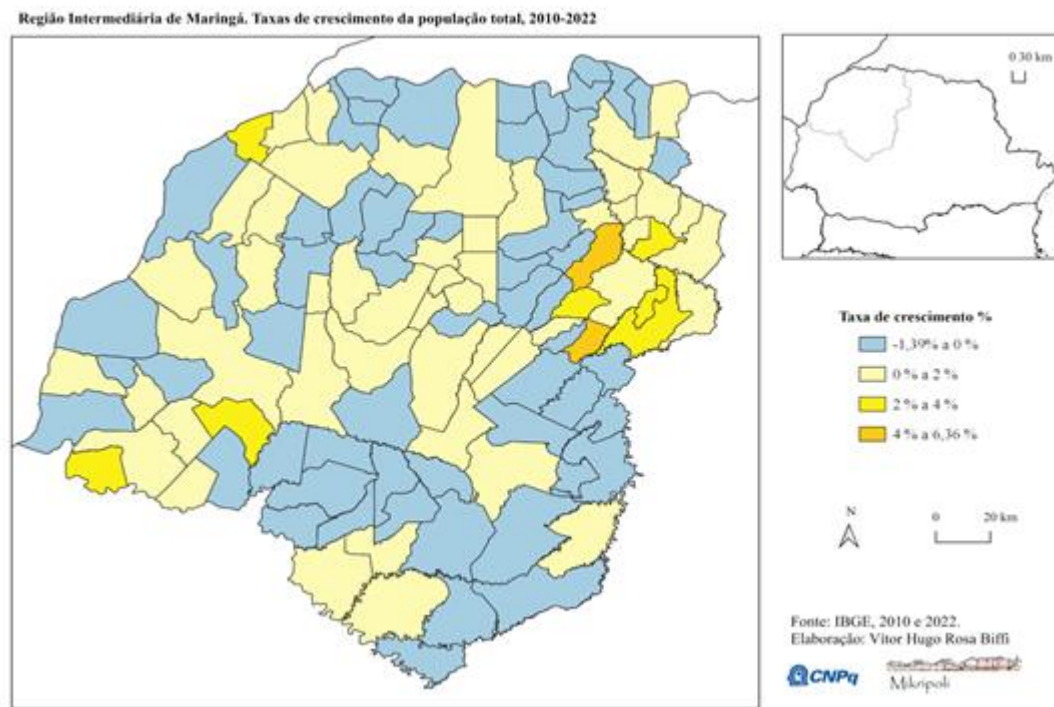 Região Intermediária de Maringá. Taxas de crescimento da população total, 2010-2022
0 30 km
Taxa de crescimento %
-1,39% a 0 %
0 % a 2 %
2 % a 4 %
4 % a 6,36 %
N
0 20 km
Fonte: IBGE, 2010 e 2022.
Elaboração: Vítor Hugo Rosa Biffi
CNPq
Mikripoli